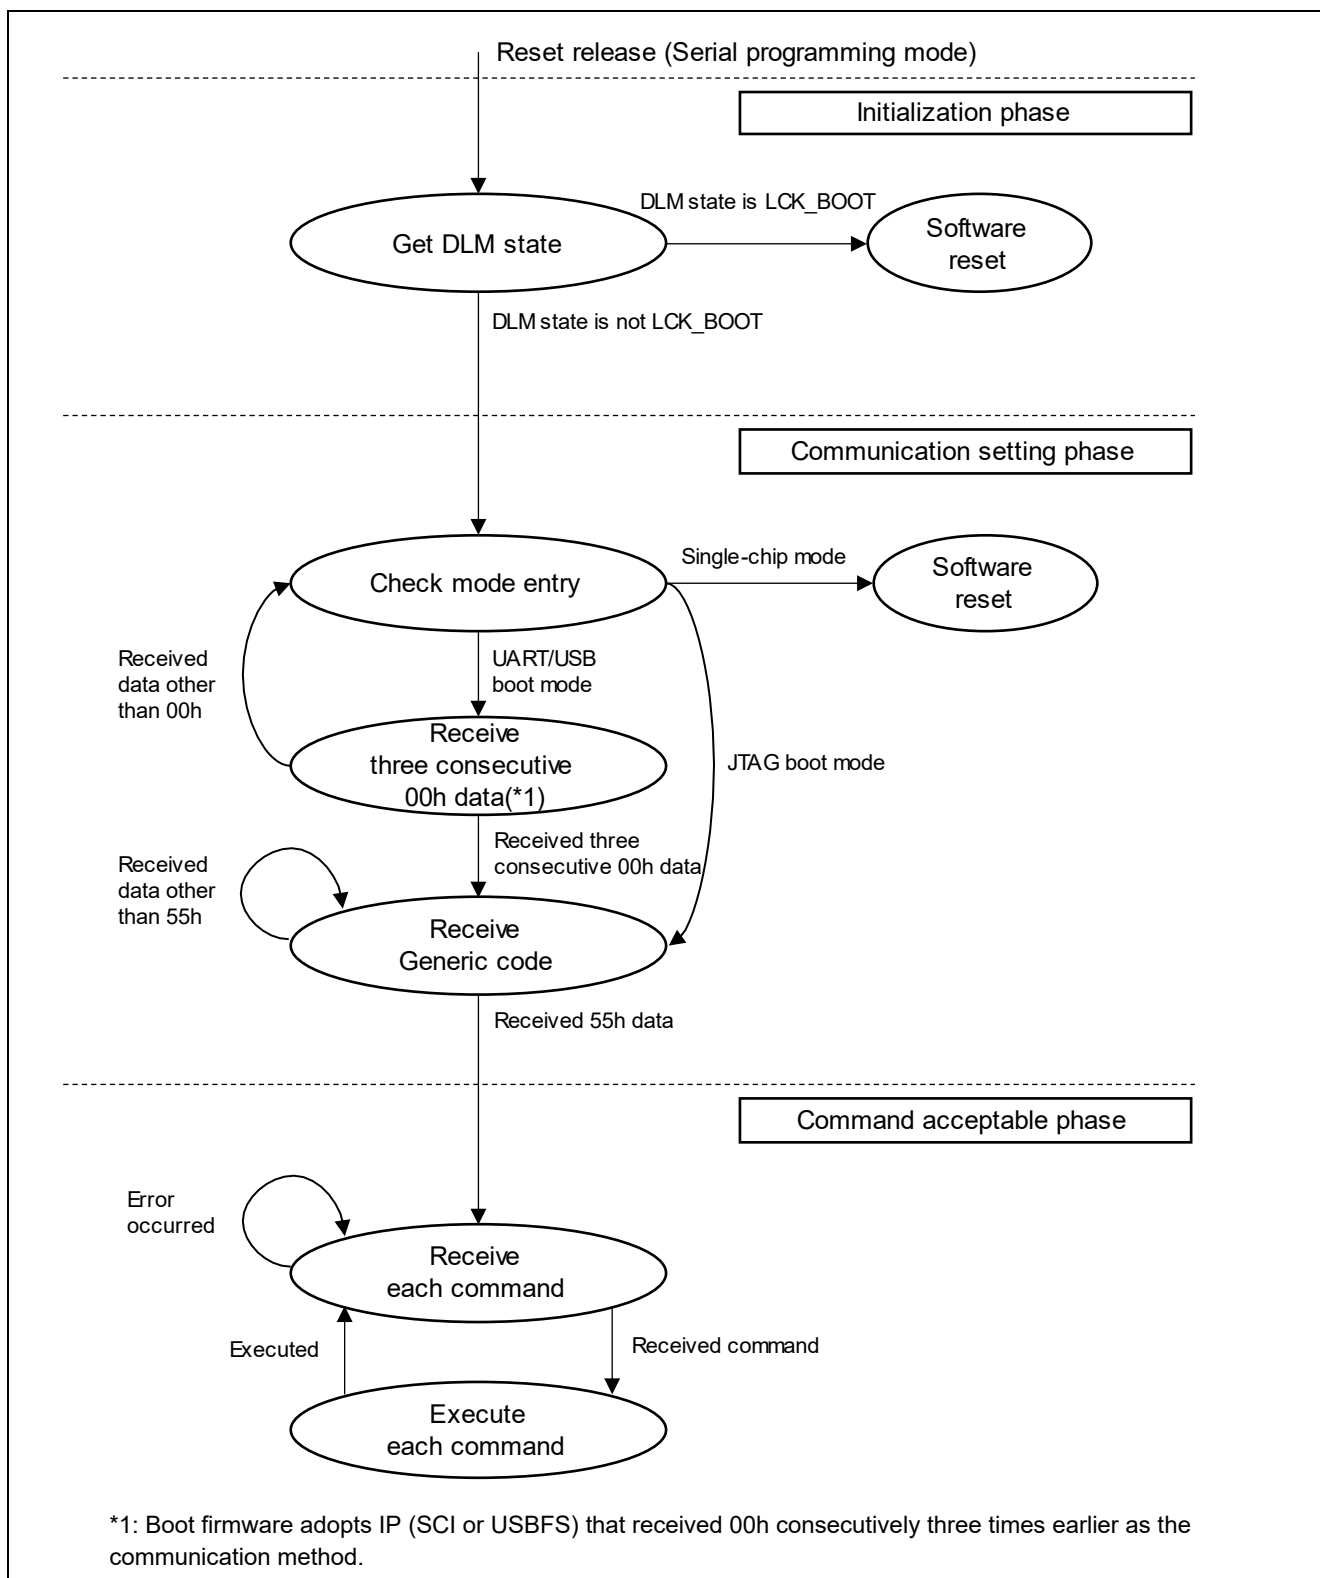 Reset release (Serial programming mode)
Initialization phase
DLM state is LCK_BOOT
Get DLM state
Software
reset
DLM state is not LCK_BOOT
Communication setting phase
Single-chip mode
Check mode entry
Software
reset
Received
data other
than 00h
UART/USB
boot mode
Receive
three consecutive
00h data(*1)
JTAG boot mode
Received three
consecutive 00h data
Received
data other
than 55h
Receive
Generic code
Received 55h data
Command acceptable phase
Error
occurred
Receive
each command
Executed
Received command
Execute
each command
*1: Boot firmware adopts IP (SCI or USBFS) that received 00h consecutively three times earlier as the
communication method.